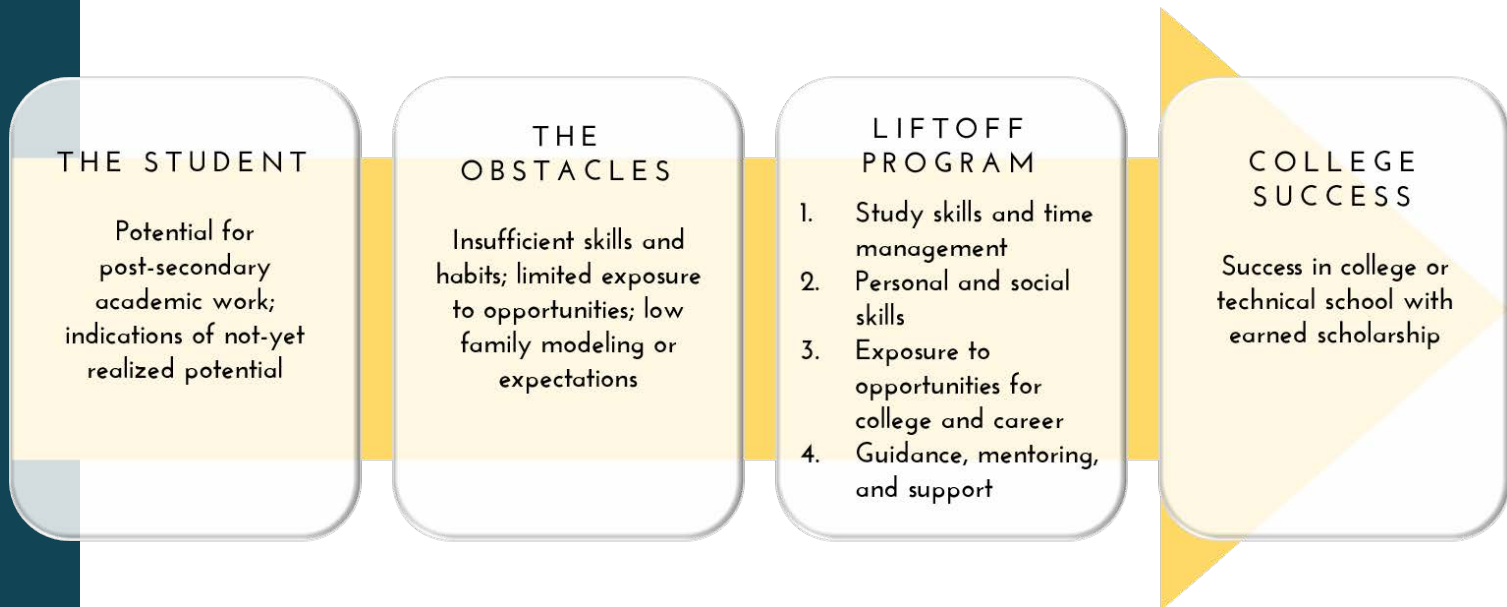 THE STUDENT
Potential for
post-secondary
academic work;
indications of not-yet
realized potential
THE
OBSTACLES
Insufficient skills and
habits; limited exposure
to opportunities; low
family modeling or
expectations
LIFTOFF
PROGRAM
1. Study skills and time
management
2. Personal and social
skills
3. Exposure to
opportunities for
college and career
4. Guidance, mentoring,
and support
COLLEGE
SUCCESS
Success in college or
technical school with
earned scholarship